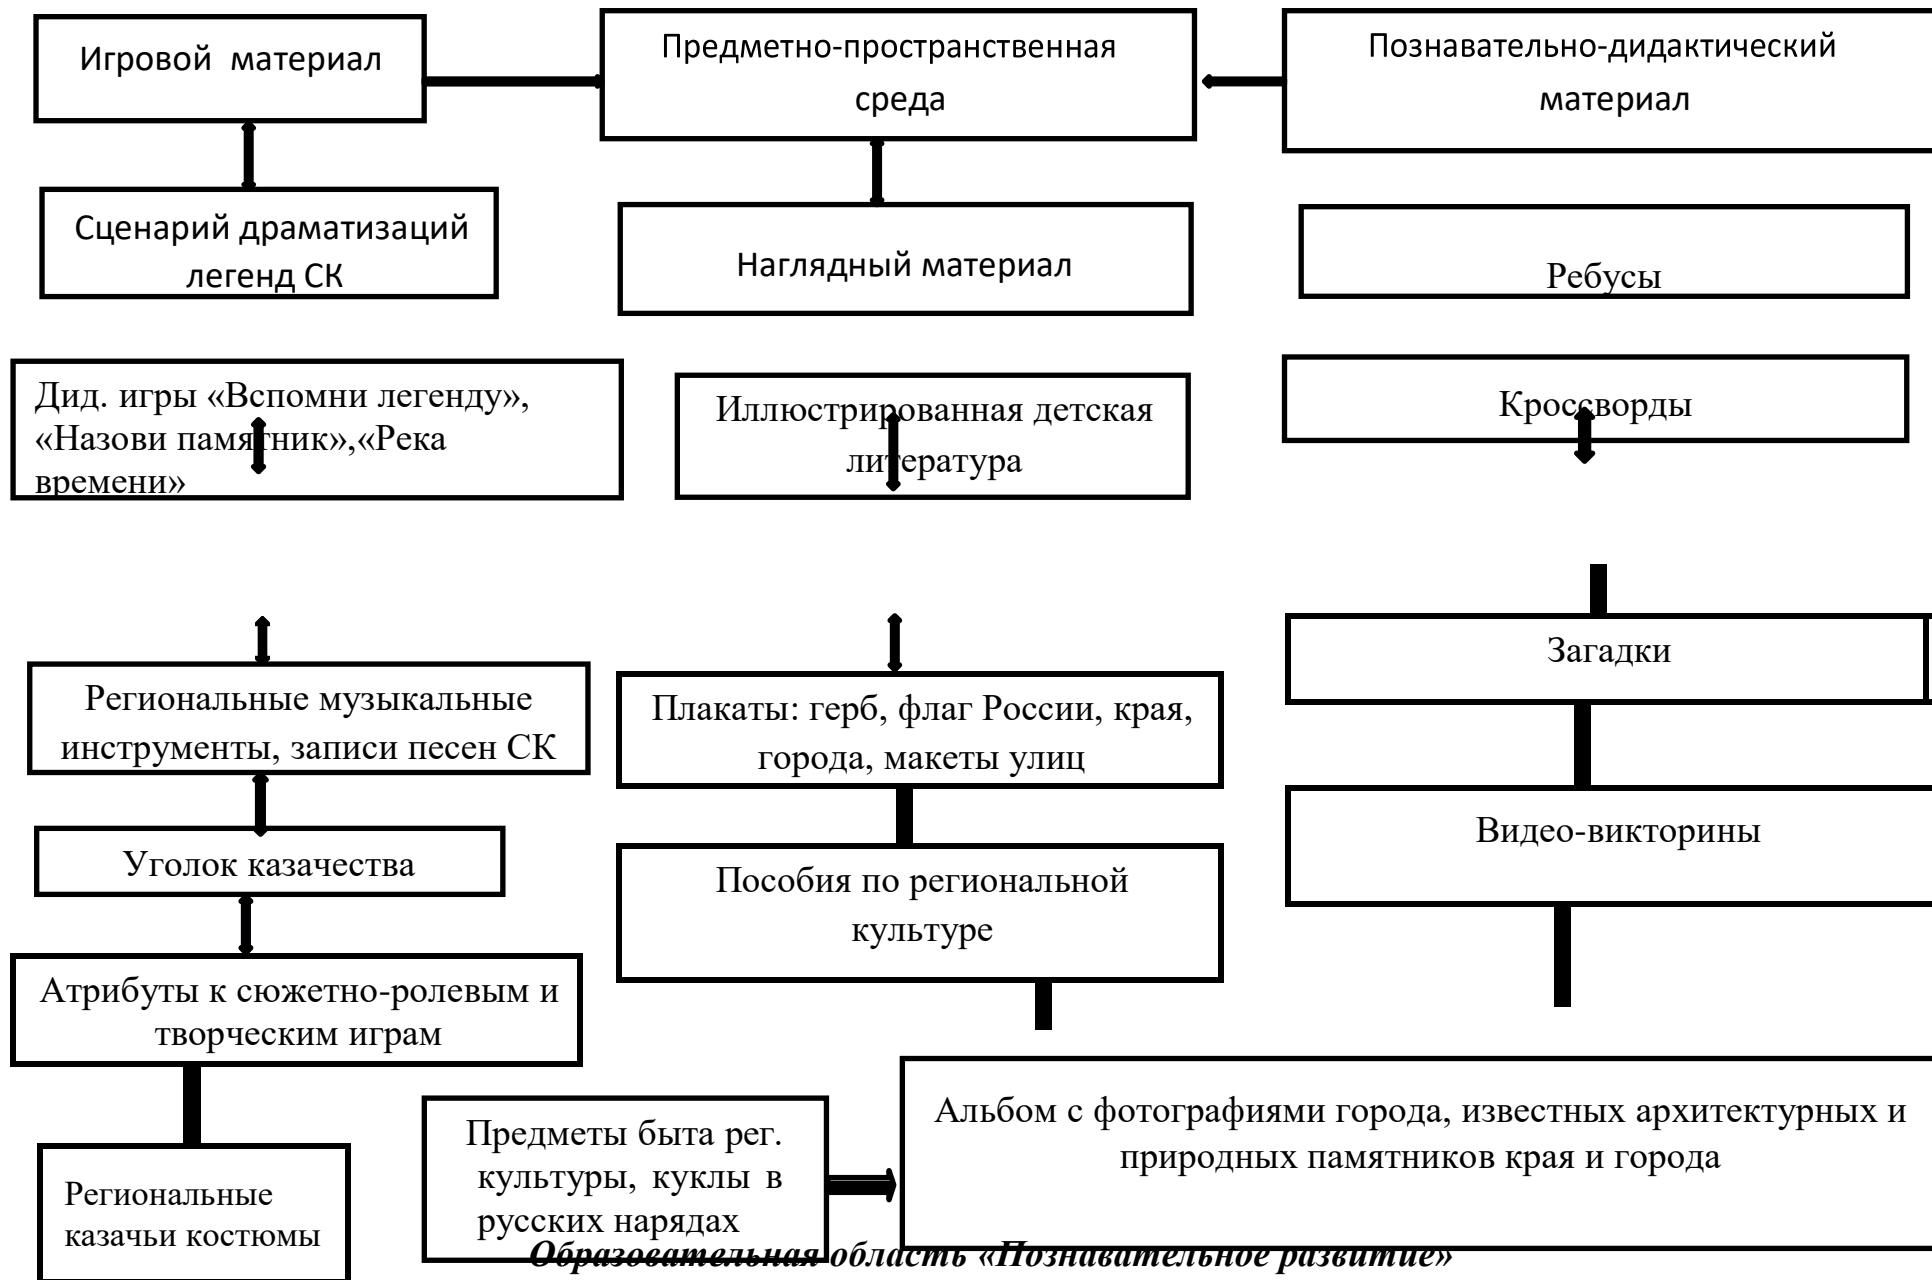 Игровой материал
Предметно-пространственная
среда
Познавательно-дидактический
материал
Сценарий драматизаций
легенд СК
Наглядный материал
Ребусы
Дид. игры «Вспомни легенду»,
«Назови памятник»,«Река
времени»
Иллюстрированная детская
литература
Кроссворды
Региональные музыкальные
инструменты, записи песен СК
Плакаты: герб, флаг России, края,
города, макеты улиц
Загадки
Уголок казачества
Пособия по региональной
культуре
Видео-викторины
Атрибуты к сюжетно-ролевым и
творческим играм
Региональные
казачьи костюмы
Предметы быта рег.
культуры, куклы в
русских нарядах
Альбом с фотографиями города, известных архитектурных и
природных памятников края и города
Образовательная область «Познавательное развитие»